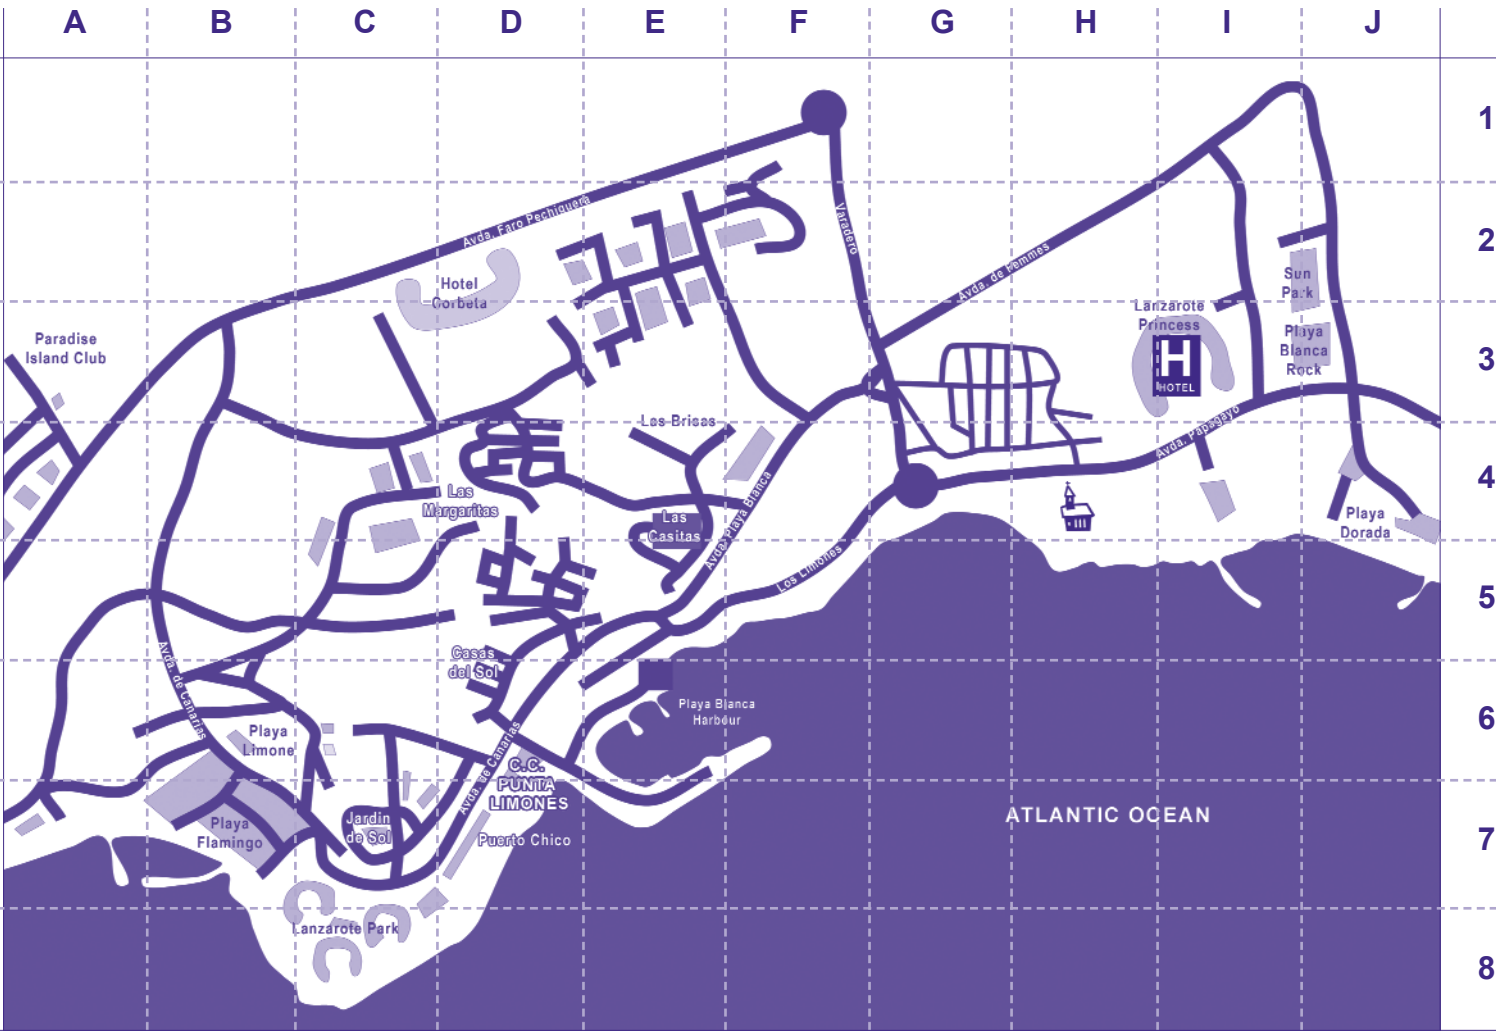 A B C D E F G H I J
1
Avda. Faro Pechiguera
Varadero
2
Avda. de Femmes
Hotel
Corbeta
Sun
Park
Lanzarote
Princess
Paradise
Island Club
Playa
Blanca
Rock
3
H
HOTEL
Las Brisas
Avda. Papagayo
4
Las
Margaritas
Las
Casitas
Avda. Playa Blanca
Playa
Dorada
Los Limones
5
Casas
del Sol
Avda. de Canarias
6
Playa Blanca
Harbour
Playa
Limone
Avda. de Canarias
C.C.
PUNTA
LIMONES
ATLANTIC OCEAN
Jardin
de Sol
Playa
Flamingo
Puerto Chico
7
Lanzarote Park
8